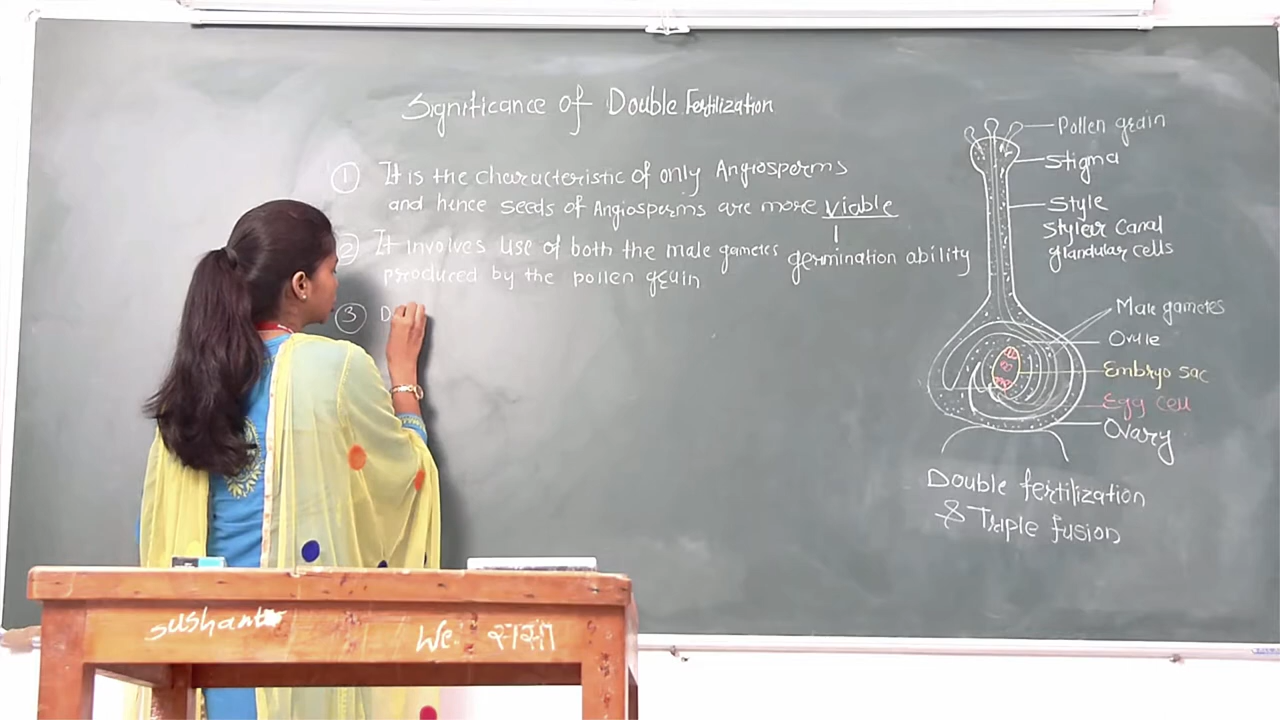 Significance of Double Fertilization
① It is the characteristic of only Angiosperms
and hence seeds of Angiosperms are more viable
② It involves use of both the male gametes
germination ability
produced by the pollen grain
③ D
Pollen grain
Stigma
Style
Styler Canal
glandular cells
Male gametes
Ovule
Embryo sac
Egg cell
Ovary
Double fertilization
& Triple fusion
sushant
We: